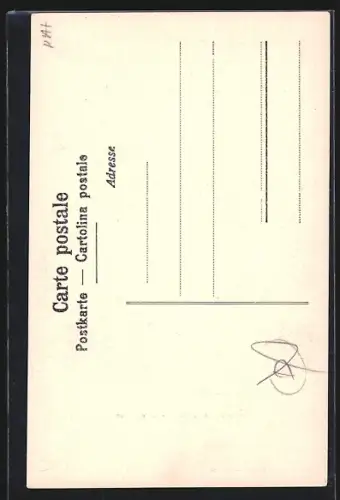 Carte postale
Postkarte — Cartolina postale
Adresse